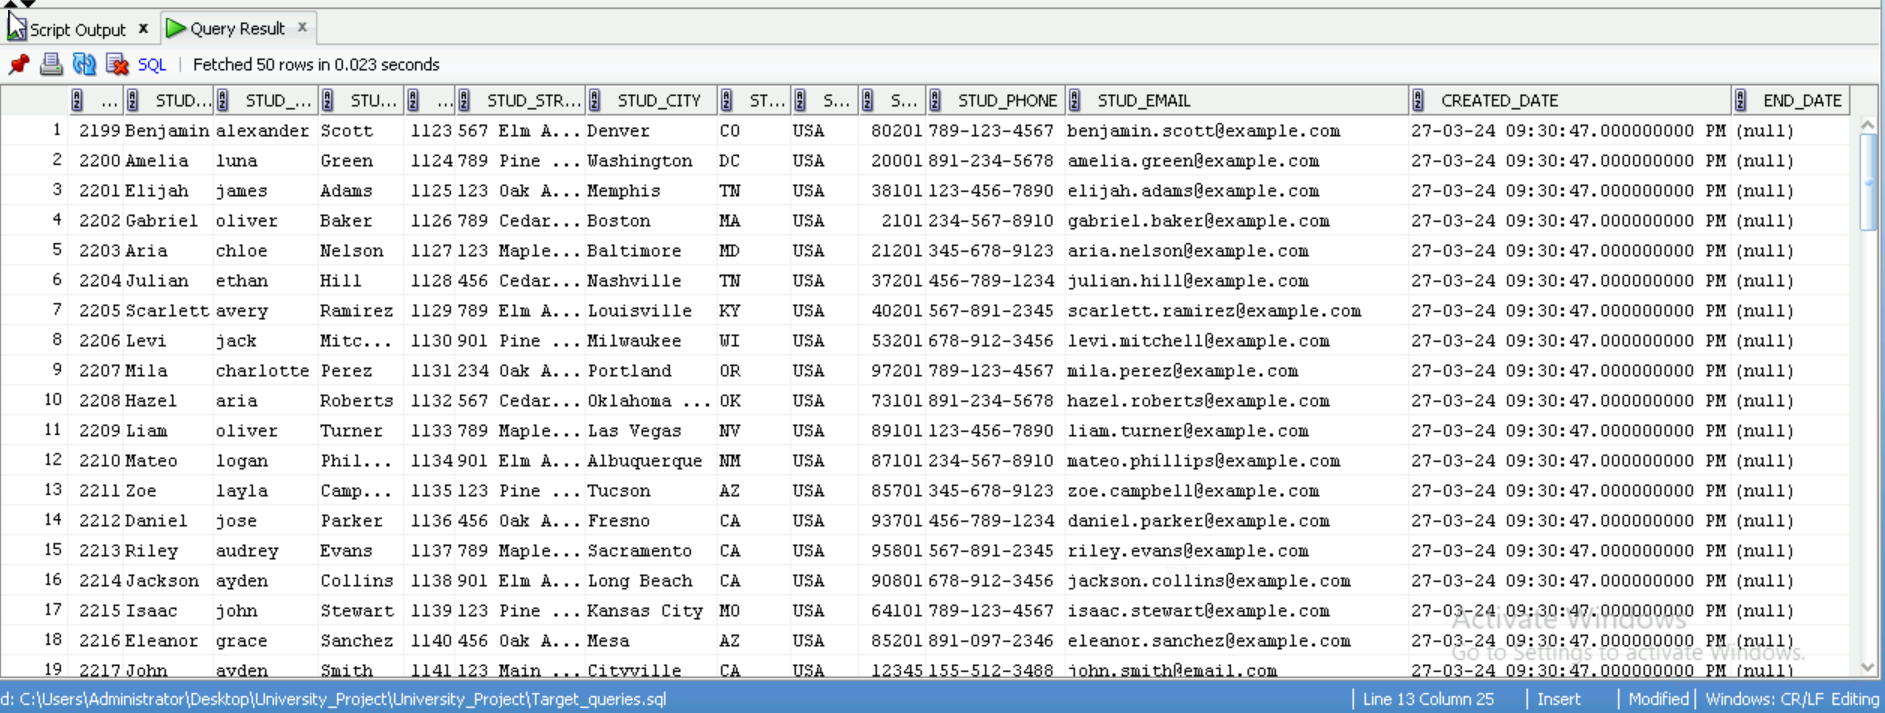 Script Output x Query Result x
SQL | Fetched 50 rows in 0.023 seconds
... STUD... STUD_... STU... ... STUD_STR... STUD_CITY ST... S... S... STUD_PHONE STUD_EMAIL CREATED_DATE END_DATE
1 2199 Benjamin alexander Scott 1123 567 Elm A... Denver CO USA 80201 789-123-4567 benjamin.scott@example.com 27-03-24 09:30:47.000000000 PM (null)
2 2200 Amelia luna Green 1124 789 Pine ... Washington DC USA 20001 891-234-5678 amelia.green@example.com 27-03-24 09:30:47.000000000 PM (null)
3 2201 Elijah james Adams 1125 123 Oak A... Memphis TN USA 38101 123-456-7890 elijah.adams@example.com 27-03-24 09:30:47.000000000 PM (null)
4 2202 Gabriel oliver Baker 1126 789 Cedar... Boston MA USA 2101 234-567-8910 gabriel.baker@example.com 27-03-24 09:30:47.000000000 PM (null)
5 2203 Aria chloe Nelson 1127 123 Maple... Baltimore MD USA 21201 345-678-9123 aria.nelson@example.com 27-03-24 09:30:47.000000000 PM (null)
6 2204 Julian ethan Hill 1128 456 Cedar... Nashville TN USA 37201 456-789-1234 julian.hill@example.com 27-03-24 09:30:47.000000000 PM (null)
7 2205 Scarlett avery Ramirez 1129 789 Elm A... Louisville KY USA 40201 567-891-2345 scarlett.ramirez@example.com 27-03-24 09:30:47.000000000 PM (null)
8 2206 Levi jack Mitc... 1130 901 Pine ... Milwaukee WI USA 53201 678-912-3456 levi.mitchell@example.com 27-03-24 09:30:47.000000000 PM (null)
9 2207 Mila charlotte Perez 1131 234 Oak A... Portland OR USA 97201 789-123-4567 mila.perez@example.com 27-03-24 09:30:47.000000000 PM (null)
10 2208 Hazel aria Roberts 1132 567 Cedar... Oklahoma ... OK USA 73101 891-234-5678 hazel.roberts@example.com 27-03-24 09:30:47.000000000 PM (null)
11 2209 Liam oliver Turner 1133 789 Maple... Las Vegas NV USA 89101 123-456-7890 liam.turner@example.com 27-03-24 09:30:47.000000000 PM (null)
12 2210 Mateo logan Phil... 1134 901 Elm A... Albuquerque NM USA 87101 234-567-8910 mateo.phillips@example.com 27-03-24 09:30:47.000000000 PM (null)
13 2211 Zoe layla Camp... 1135 123 Pine ... Tucson AZ USA 85701 345-678-9123 zoe.campbell@example.com 27-03-24 09:30:47.000000000 PM (null)
14 2212 Daniel jose Parker 1136 456 Oak A... Fresno CA USA 93701 456-789-1234 daniel.parker@example.com 27-03-24 09:30:47.000000000 PM (null)
15 2213 Riley audrey Evans 1137 789 Maple... Sacramento CA USA 95801 567-891-2345 riley.evans@example.com 27-03-24 09:30:47.000000000 PM (null)
16 2214 Jackson ayden Collins 1138 901 Elm A... Long Beach CA USA 90801 678-912-3456 jackson.collins@example.com 27-03-24 09:30:47.000000000 PM (null)
17 2215 Isaac john Stewart 1139 123 Pine ... Kansas City MO USA 64101 789-123-4567 isaac.stewart@example.com 27-03-24 09:30:47.000000000 PM (null)
Activate Windows
18 2216 Eleanor grace Sanchez 1140 456 Oak A... Mesa AZ USA 85201 891-097-2346 eleanor.sanchez@example.com 27-03-24 09:30:47.000000000 PM (null)
Go to Settings to activate Windows.
19 2217 John ayden Smith 1141 123 Main ... Cityville CA USA 12345 155-512-3488 john.smith@email.com 27-03-24 09:30:47.000000000 PM (null)
d: C:\Users\Administrator\Desktop\University_Project\University_Project\Target_queries.sql | Line 13 Column 25 | Insert | Modified | Windows: CR/LF Editing